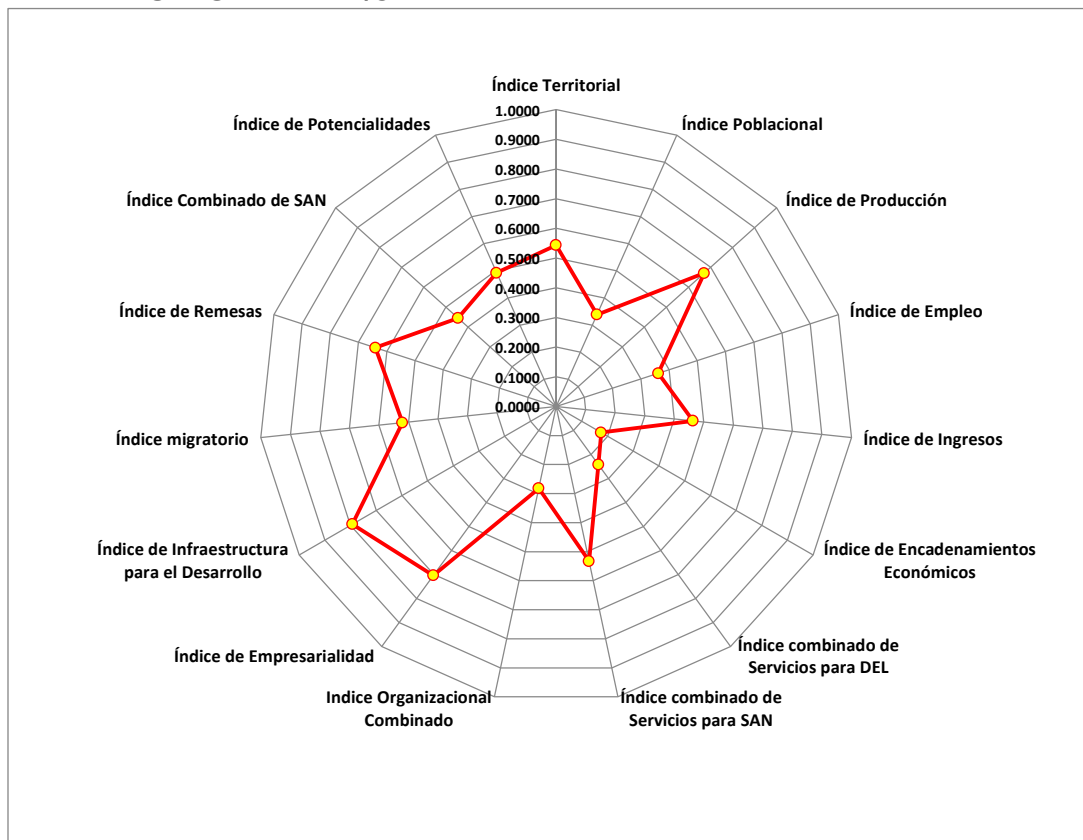 Índice Territorial
1.0000
0.9000
0.8000
0.7000
0.6000
0.5000
0.4000
0.3000
0.2000
0.1000
0.0000
Índice Poblacional
Índice de Producción
Índice de Empleo
Índice de Ingresos
Índice de Encadenamientos
Económicos
Índice combinado de
Servicios para DEL
Índice combinado de
Servicios para SAN
Indice Organizacional
Combinado
Índice de Empresarialidad
Índice de Infraestructura
para el Desarrollo
Índice migratorio
Índice de Remesas
Índice Combinado de SAN
Índice de Potencialidades